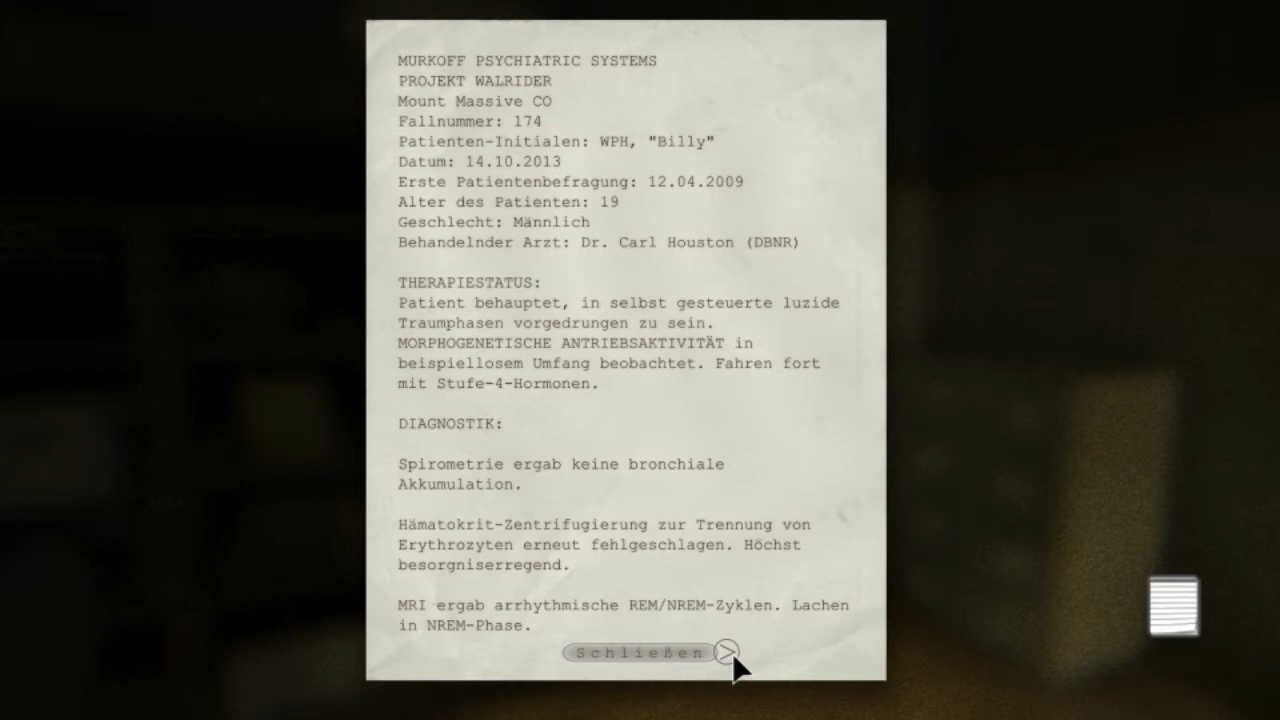 MURKOFF PSYCHIATRIC SYSTEMS
PROJEKT WALRIDER
Mount Massive CO
Fallnummer: 174
Patienten-Initialen: WPH, "Billy"
Datum: 14.10.2013
Erste Patientenbefragung: 12.04.2009
Alter des Patienten: 19
Geschlecht: Männlich
Behandelnder Arzt: Dr. Carl Houston (DBNR)
THERAPIESTATUS:
Patient behauptet, in selbst gesteuerte luzide
Traumphasen vorgedrungen zu sein.
MORPHOGENETISCHE ANTRIEBSAKTIVITÄT in
beispiellosem Umfang beobachtet. Fahren fort
mit Stufe-4-Hormonen.
DIAGNOSTIK:
Spirometrie ergab keine bronchiale
Akkumulation.
Hämatokrit-Zentrifugierung zur Trennung von
Erythrozyten erneut fehlgeschlagen. Höchst
besorgniserregend.
MRI ergab arrhythmische REM/NREM-Zyklen. Lachen
in NREM-Phase.
Schließen >